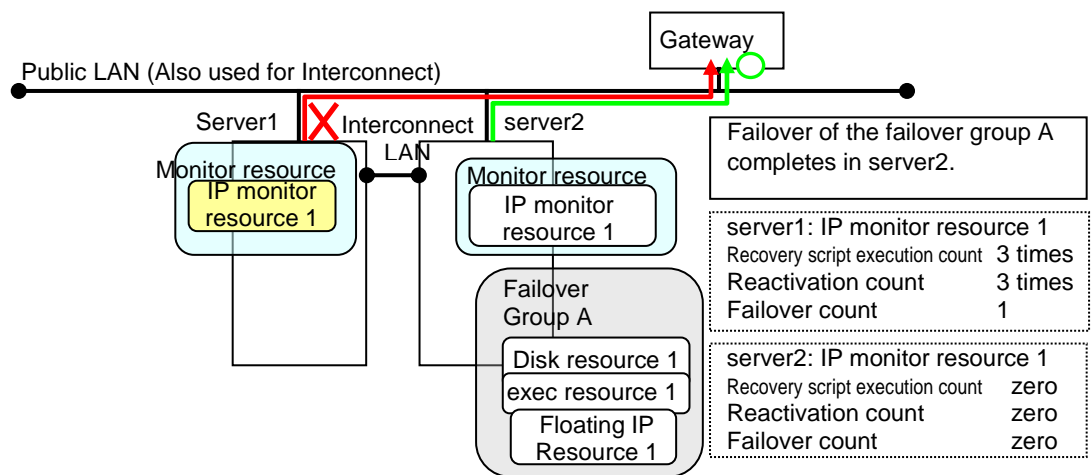 Gateway
Public LAN (Also used for Interconnect)
Server1
Interconnect
LAN
server2
Monitor resource
IP monitor
resource 1
Monitor resource
IP monitor
resource 1
Failover
Group A
Disk resource 1
exec resource 1
Floating IP
Resource 1
Failover of the failover group A
completes in server2.
server1: IP monitor resource 1
Recovery script execution count 3 times
Reactivation count 3 times
Failover count 1
server2: IP monitor resource 1
Recovery script execution count zero
Reactivation count zero
Failover count zero